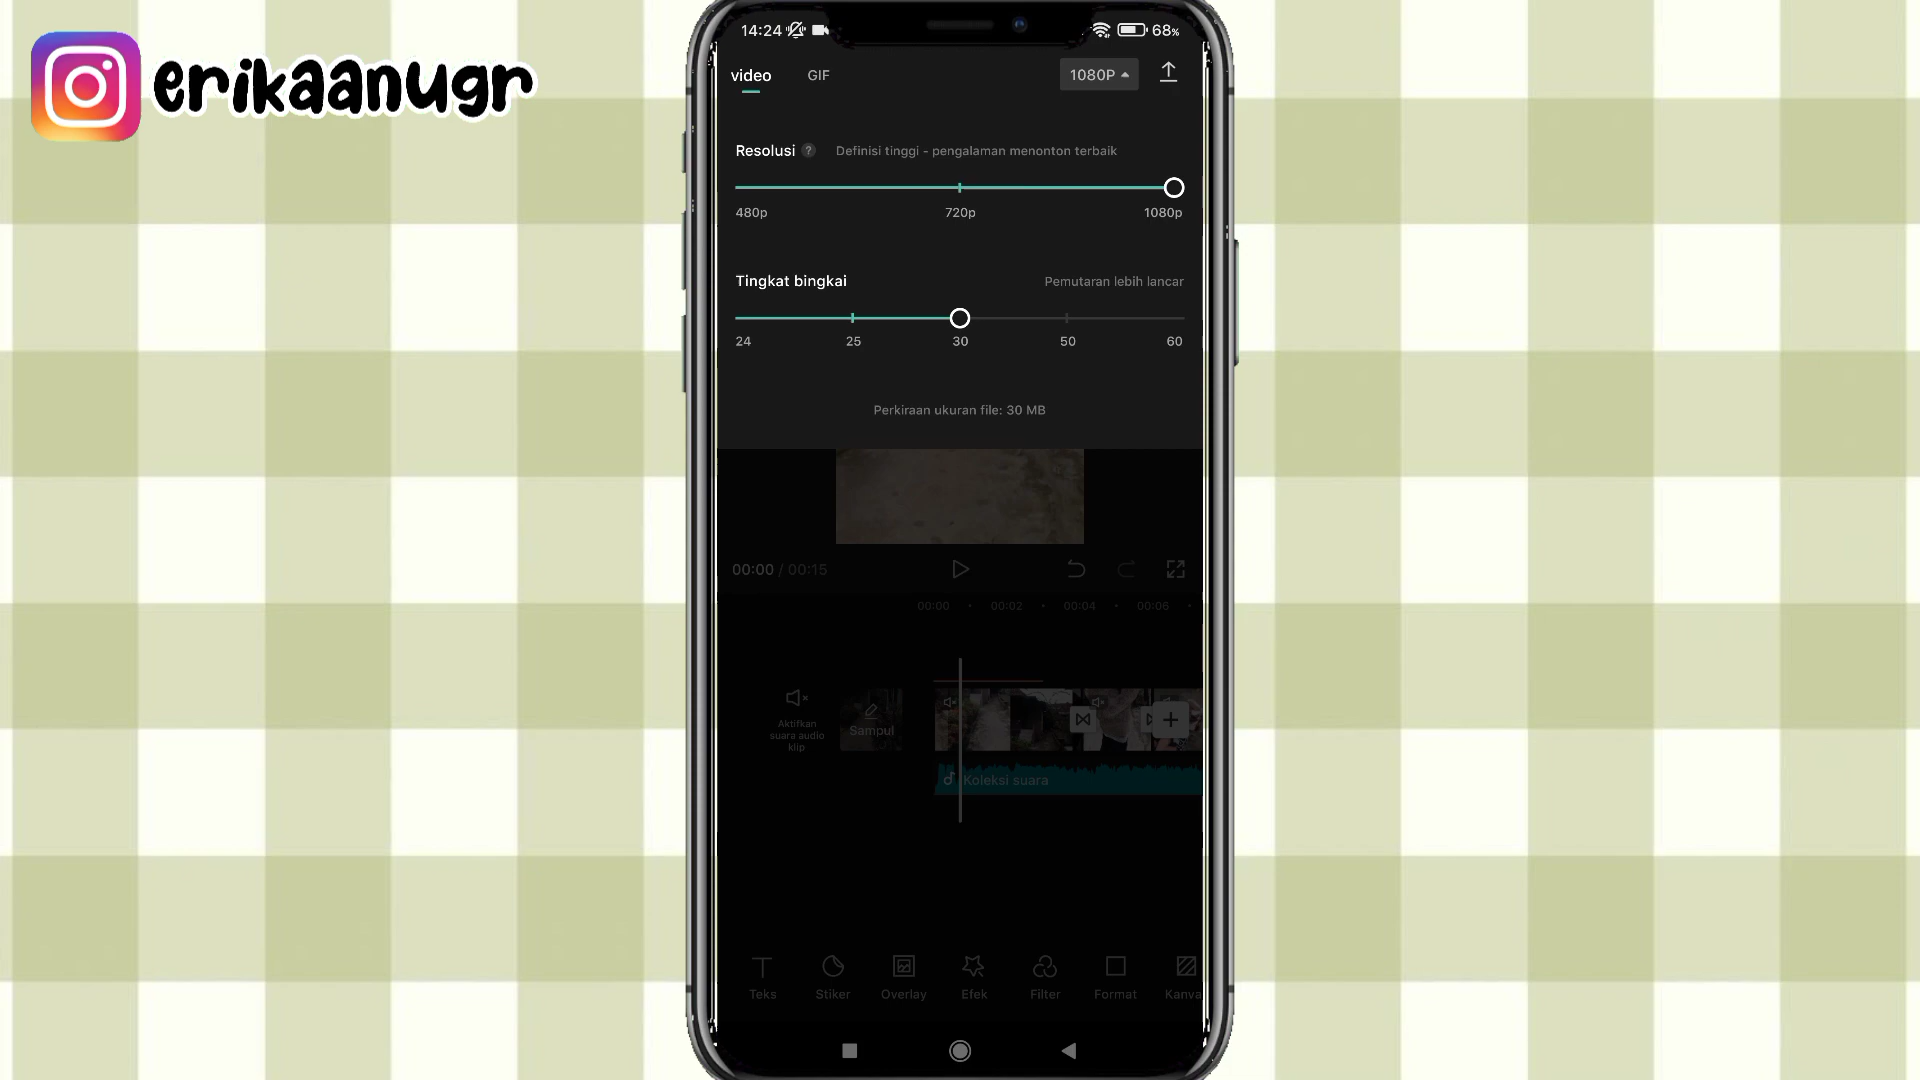 erikaanugr
14:24 68%
video GIF 1080P
Resolusi ? Definisi tinggi - pengalaman menonton terbaik
480p 720p 1080p
Tingkat bingkai Pemutaran lebih lancar
24 25 30 50 60
Perkiraan ukuran file: 30 MB
00:00 / 00:15
00:00 00:02 00:04 00:06
Aktifkan
suara audio
klip
Sampul
Koleksi suara
Teks Stiker Overlay Efek Filter Format Kanva